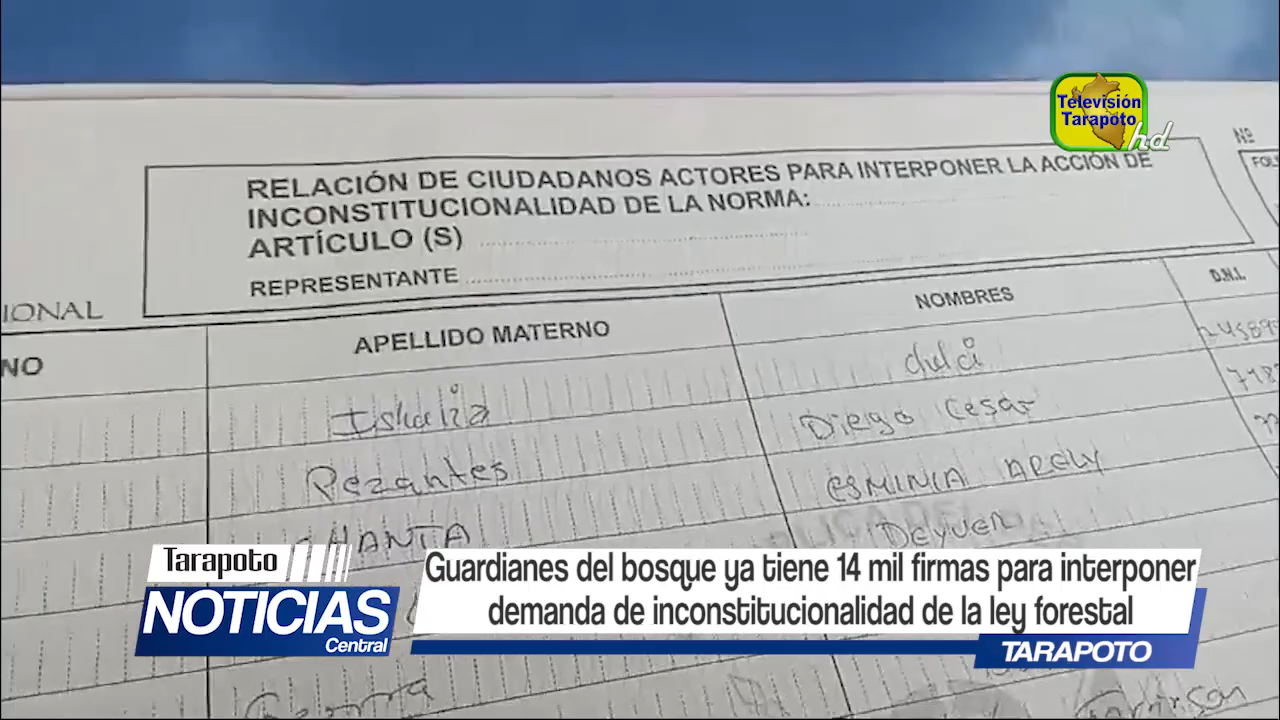 Televisión
Tarapoto
hd
Nº
RELACIÓN DE CIUDADANOS ACTORES PARA INTERPONER LA ACCIÓN DE
INCONSTITUCIONALIDAD DE LA NORMA:
ARTÍCULO (S)
REPRESENTANTE
IONAL
NO
APELLIDO MATERNO
NOMBRES
D.N.I.
Diego Cesar
Pezantes
ESMINIA ARELY
DEYVER
Tarapoto
NOTICIAS
Central
Guardianes del bosque ya tiene 14 mil firmas para interponer
demanda de inconstitucionalidad de la ley forestal
TARAPOTO